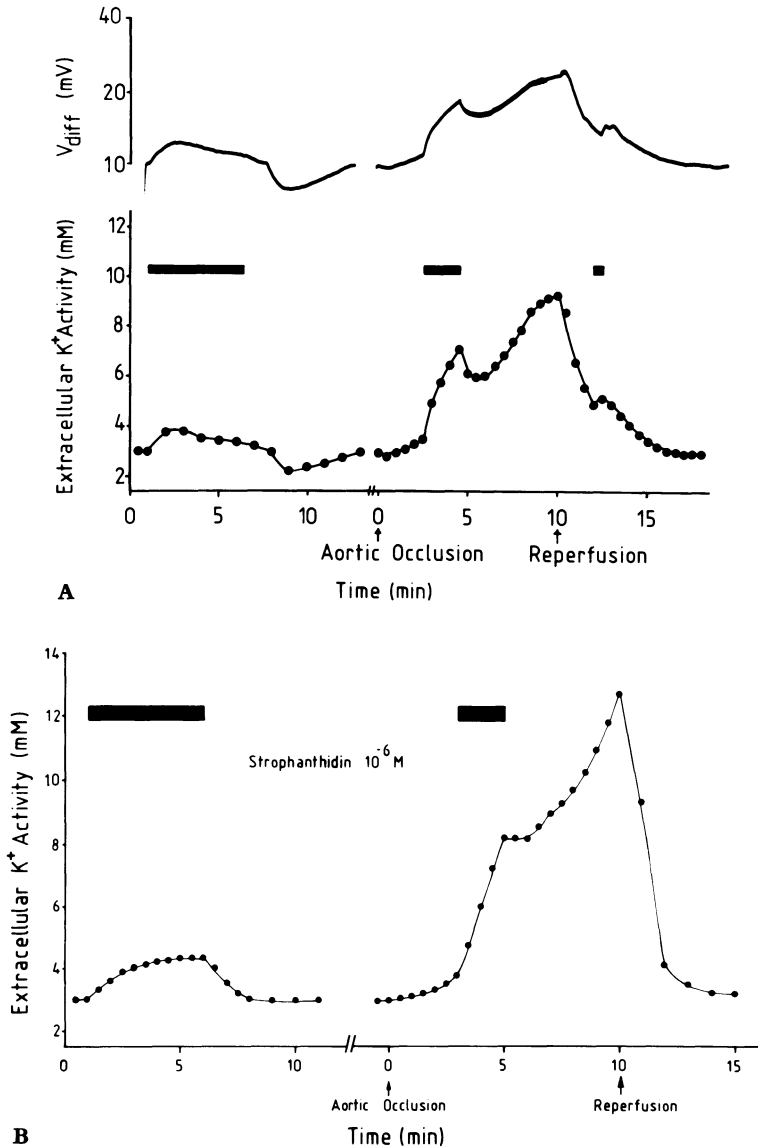 40
20
10
V diff (mV)
12
10
8
6
4
2
Extracellular K+ Activity (mM)
0 5 10 0 5 10 15
Aortic Occlusion Reperfusion
A Time (min)
14
12
10
8
6
4
2
Extracellular K+ Activity (mM)
Strophanthidin 10-6 M
0 5 10 0 5 10 15
Aortic Occlusion Reperfusion
B Time (min)